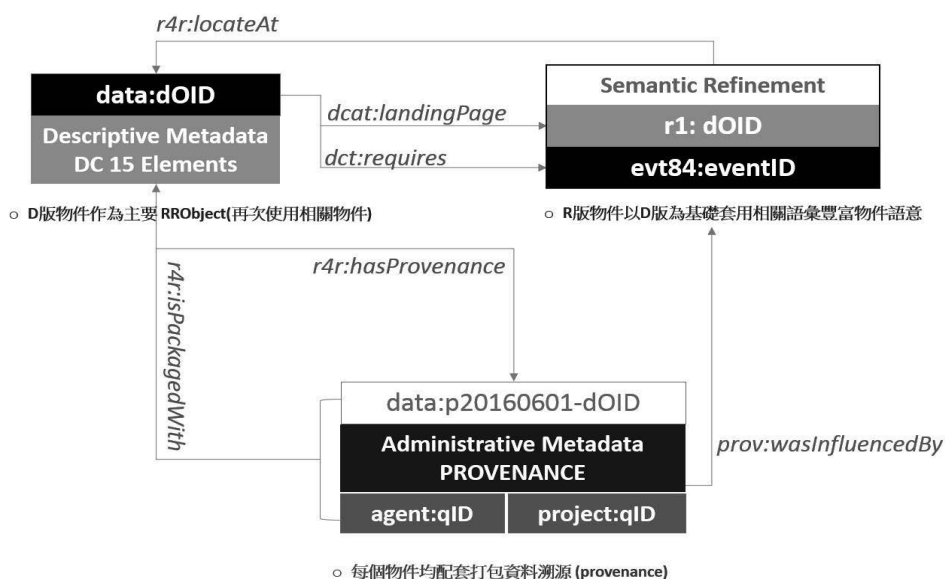 r4r:locateAt
data:dOID
Descriptive Metadata
DC 15 Elements
dcat:landingPage
dct:requires
Semantic Refinement
r1: dOID
evt84:eventID
○ D版物件作為主要 RRObject(再次使用相關物件)
○ R版物件以D版為基礎套用相關語彙豐富物件語意
r4r:hasProvenance
r4r:isPackagedWith
data:p20160601-dOID
Administrative Metadata
PROVENANCE
agent:qID
project:qID
prov:wasInfluencedBy
○ 每個物件均配套打包資料溯源 (provenance)